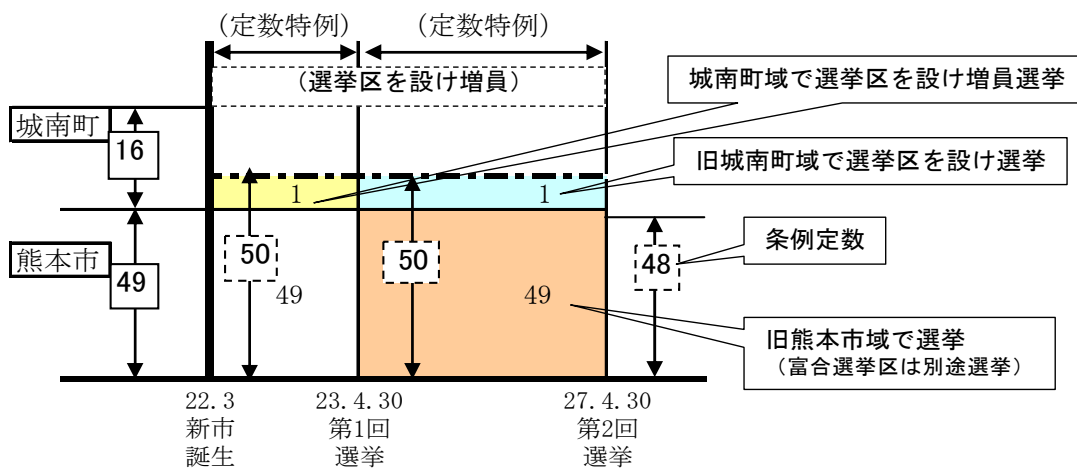 (定数特例) (定数特例)
(選挙区を設け増員)
城南町域で選挙区を設け増員選挙
城南町
16
1
1
旧城南町域で選挙区を設け選挙
熊本市
49
50
49
50
49
48
条例定数
旧熊本市域で選挙
(富合選挙区は別途選挙)
22.3 23.4.30 27.4.30
新市 第1回 第2回
誕生 選挙 選挙